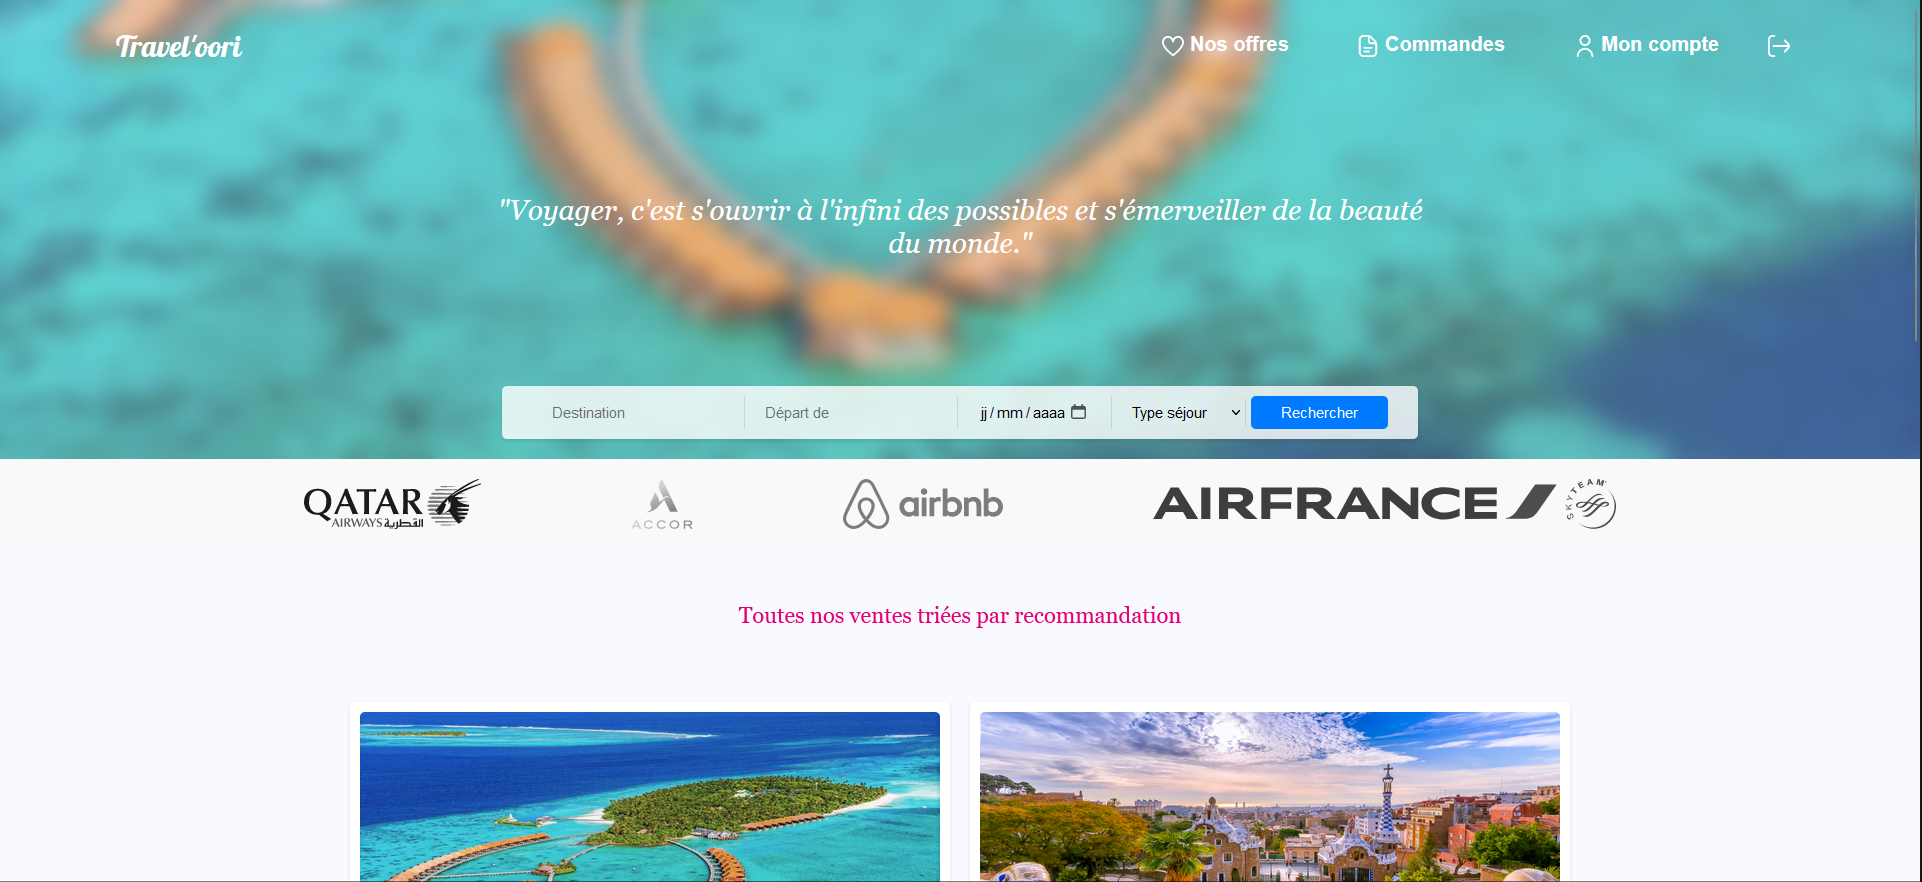 Travel'oori
Nos offres
Commandes
Mon compte
"Voyager, c'est s'ouvrir à l'infini des possibles et s'émerveiller de la beauté
du monde."
Destination
Départ de
jj/mm/aaaa
Type séjour
Rechercher
QATAR
AIRWAYS القطرية
ACCOR
airbnb
AIRFRANCE
SKYTEAM
Toutes nos ventes triées par recommandation